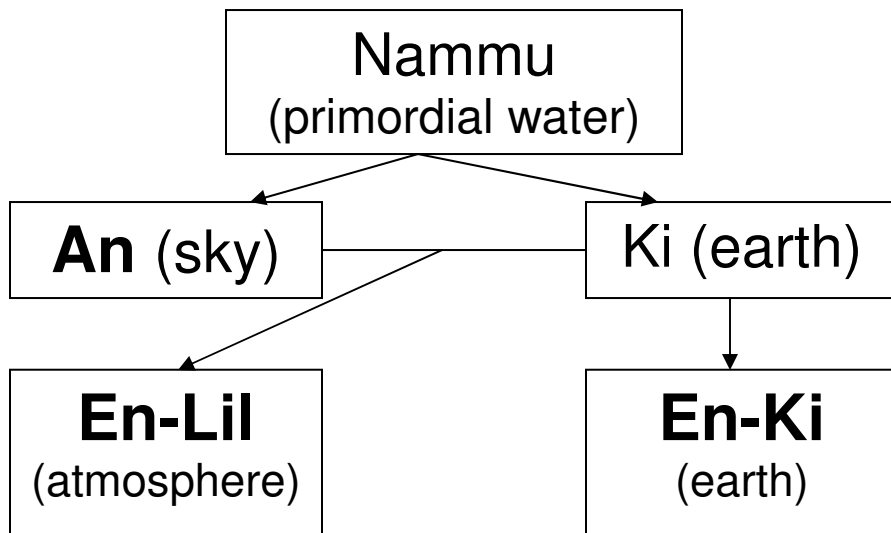 Nammu
(primordial water)
An (sky)
Ki (earth)
En-Lil
(atmosphere)
En-Ki
(earth)